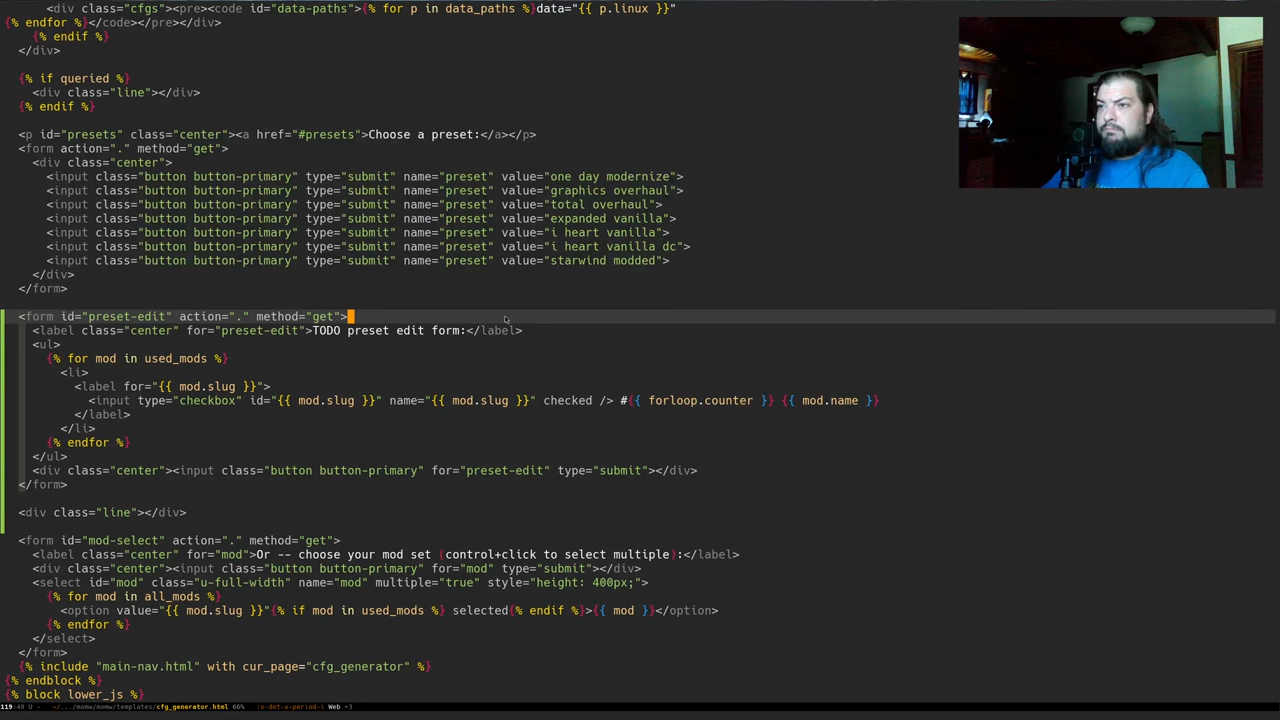 <div class="cfgs"><pre><code id="data-paths">{% for p in data_paths %}data="{{ p.linux }}"
{% endfor %}</code></pre></div>
{% endif %}
</div>
{% if queried %}
<div class="line"></div>
{% endif %}
<p id="presets" class="center"><a href="#presets">Choose a preset:</a></p>
<form action="." method="get">
<div class="center">
<input class="button button-primary" type="submit" name="preset" value="one day modernize">
<input class="button button-primary" type="submit" name="preset" value="graphics overhaul">
<input class="button button-primary" type="submit" name="preset" value="total overhaul">
<input class="button button-primary" type="submit" name="preset" value="expanded vanilla">
<input class="button button-primary" type="submit" name="preset" value="i heart vanilla">
<input class="button button-primary" type="submit" name="preset" value="i heart vanilla dc">
<input class="button button-primary" type="submit" name="preset" value="starwind modded">
</div>
</form>
<form id="preset-edit" action="." method="get">
<label class="center" for="preset-edit">TODO preset edit form:</label>
<ul>
{% for mod in used_mods %}
<li>
<label for="{{ mod.slug }}">
<input type="checkbox" id="{{ mod.slug }}" name="{{ mod.slug }}" checked /> #{{ forloop.counter }} {{ mod.name }}
</label>
</li>
{% endfor %}
</ul>
<div class="center"><input class="button button-primary" for="preset-edit" type="submit"></div>
</form>
<div class="line"></div>
<form id="mod-select" action="." method="get">
<label class="center" for="mod">Or -- choose your mod set (control+click to select multiple):</label>
<div class="center"><input class="button button-primary" for="mod" type="submit"></div>
<select id="mod" class="u-full-width" name="mod" multiple="true" style="height: 400px;">
{% for mod in all_mods %}
<option value="{{ mod.slug }}"{% if mod in used_mods %} selected{% endif %}>{{ mod }}</option>
{% endfor %}
</select>
</form>
{% include "main-nav.html" with cur_page="cfg_generator" %}
{% endblock %}
{% block lower_js %}
119:49 U - ~/.../momw/momw/templates/cfg_generator.html 66% Web +3